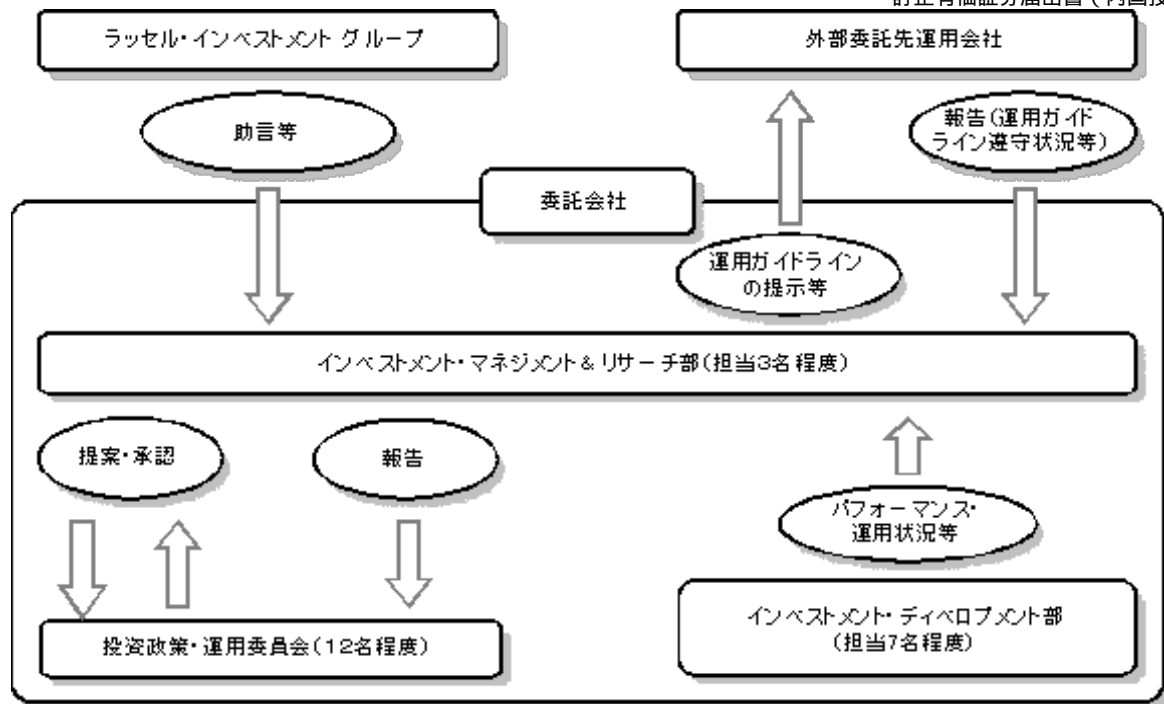 ラッセル・インベストメント グループ
外部委託先運用会社
助言等
報告(運用ガイド
ライン遵守状況等)
委託会社
運用ガイドライン
の提示等
インベストメント・マネジメント&リサーチ部(担当3名程度)
提案・承認
報告
パフォーマンス・
運用状況等
インベストメント・ディベロプメント部
(担当7名程度)
投資政策・運用委員会(12名程度)